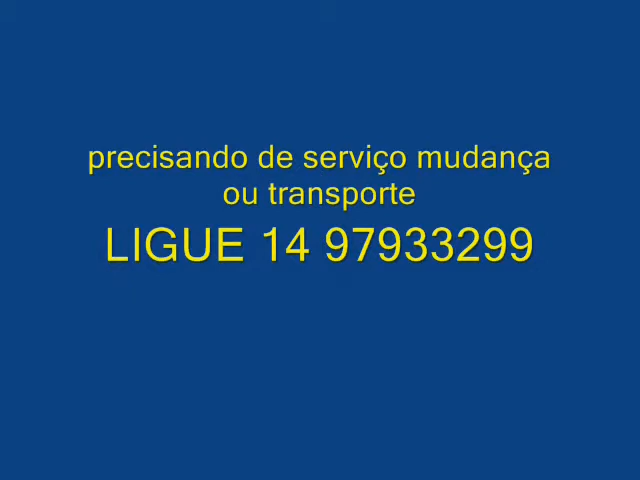 precisando de serviço mudança
ou transporte
LIGUE 14 97933299